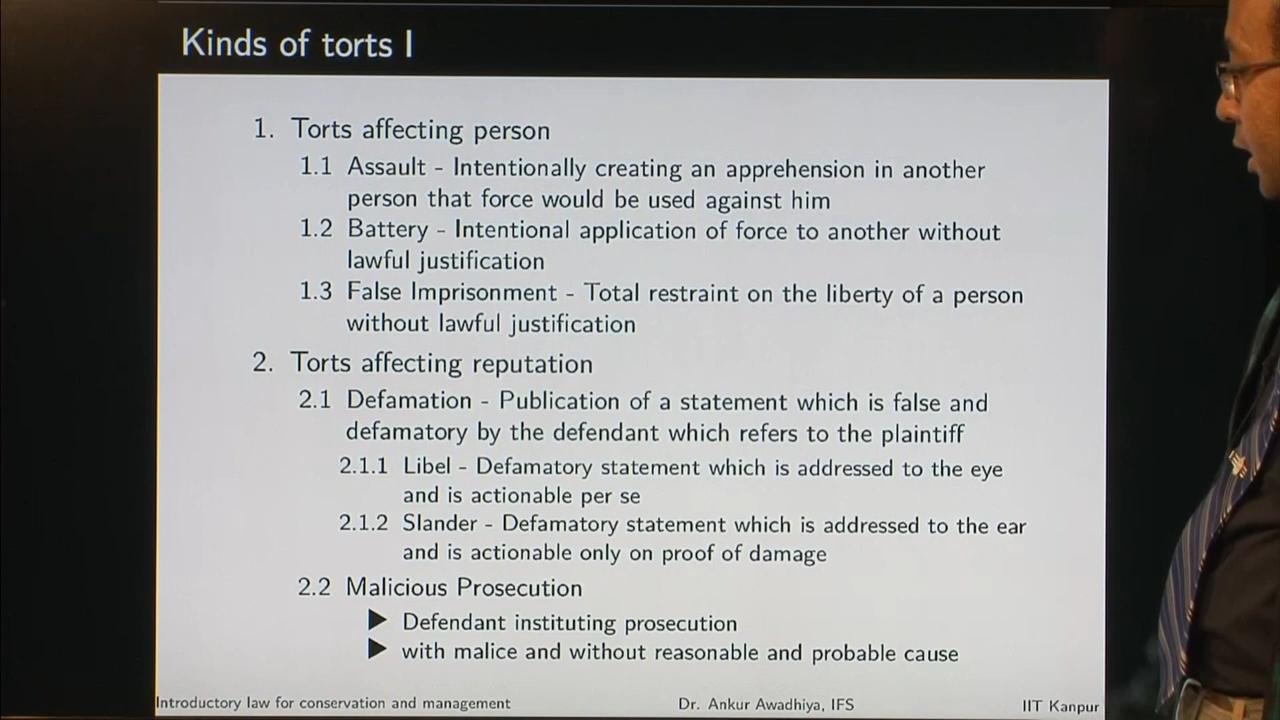 Kinds of torts I
1. Torts affecting person
1.1 Assault - Intentionally creating an apprehension in another
person that force would be used against him
1.2 Battery - Intentional application of force to another without
lawful justification
1.3 False Imprisonment - Total restraint on the liberty of a person
without lawful justification
2. Torts affecting reputation
2.1 Defamation - Publication of a statement which is false and
defamatory by the defendant which refers to the plaintiff
2.1.1 Libel - Defamatory statement which is addressed to the eye
and is actionable per se
2.1.2 Slander - Defamatory statement which is addressed to the ear
and is actionable only on proof of damage
2.2 Malicious Prosecution
▶ Defendant instituting prosecution
▶ with malice and without reasonable and probable cause
Introductory law for conservation and management Dr. Ankur Awadhiya, IFS IIT Kanpur